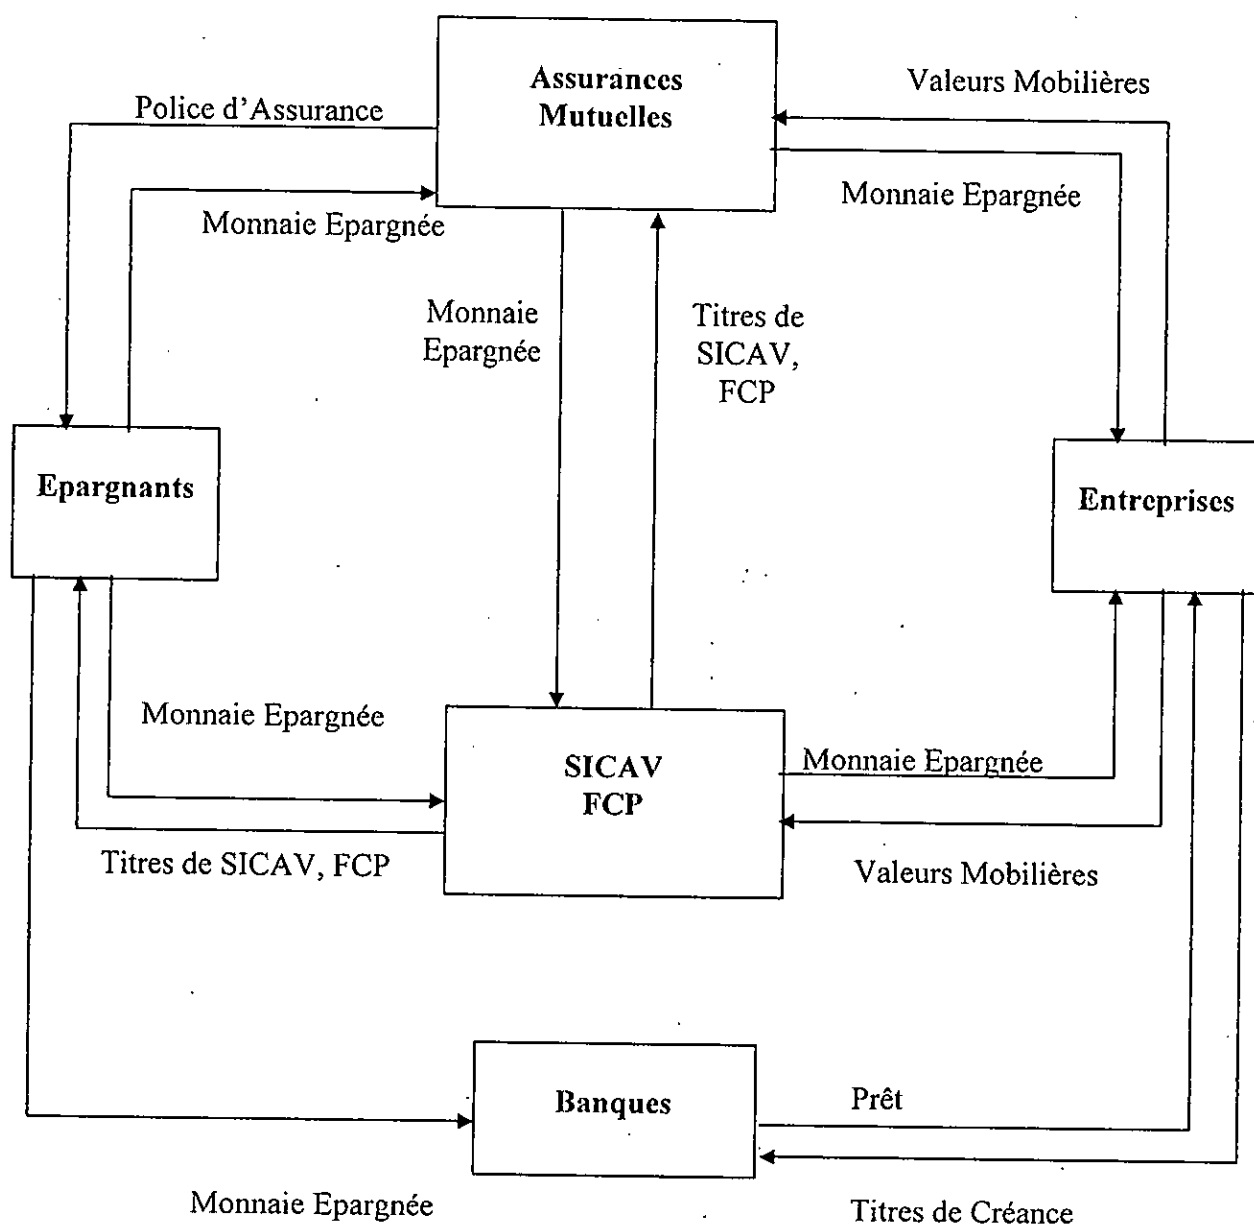 Assurances
Mutuelles
Valeurs Mobilières
Police d'Assurance
Monnaie Epargnée
Monnaie Epargnée
Monnaie
Epargnée
Titres de
SICAV,
FCP
Epargnants
Entreprises
Monnaie Epargnée
SICAV
FCP
Monnaie Epargnée
Titres de SICAV, FCP
Valeurs Mobilières
Banques
Prêt
Monnaie Epargnée
Titres de Créance